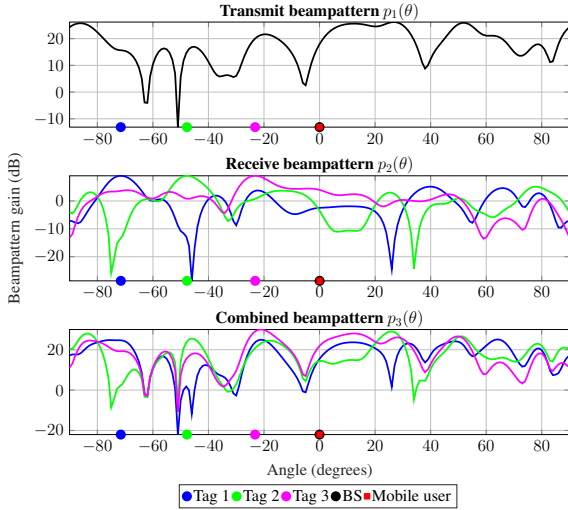 Transmit beampattern p₁(θ)
20
10
0
−10
−80 −60 −40 −20 0 20 40 60 80
Receive beampattern p₂(θ)
0
−10
−20
−80 −60 −40 −20 0 20 40 60 80
Combined beampattern p₃(θ)
20
0
−20
−80 −60 −40 −20 0 20 40 60 80
Beampattern gain (dB)
Angle (degrees)
Tag 1 Tag 2 Tag 3 BS Mobile user